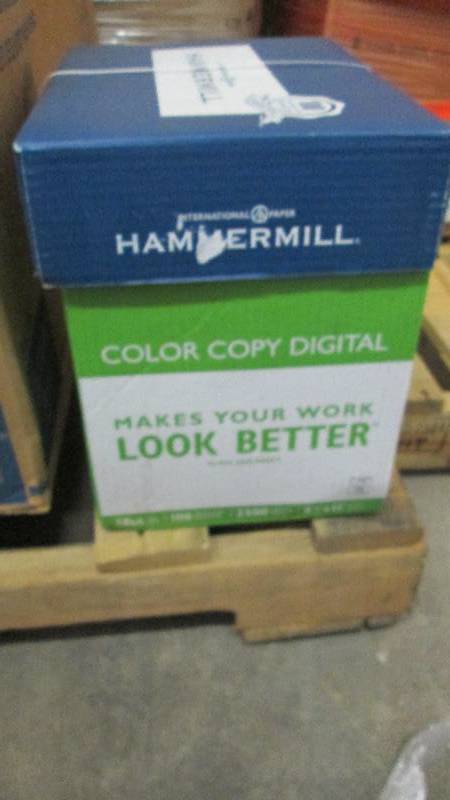 HAMMERMILL
INTERNATIONAL PAPER
HAMMERMILL
COLOR COPY DIGITAL
MAKES YOUR WORK
LOOK BETTER